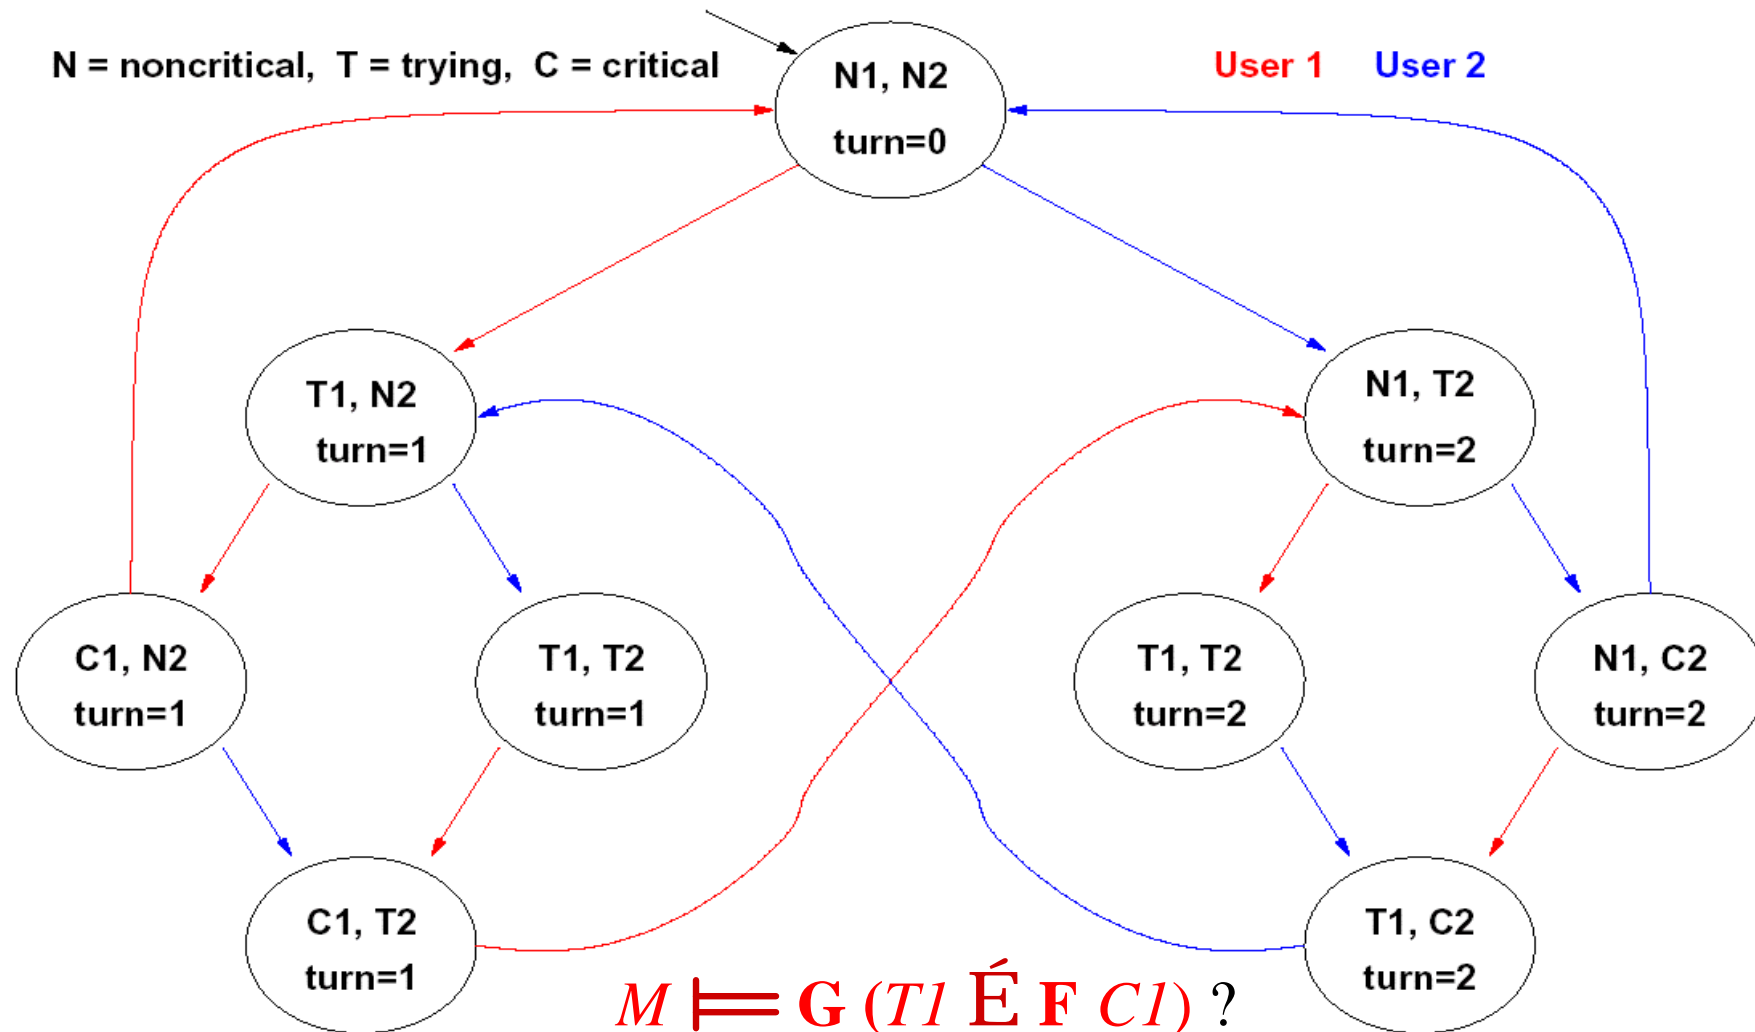 N = noncritical, T = trying, C = critical
User 1 User 2
N1, N2
turn=0
T1, N2
turn=1
N1, T2
turn=2
C1, N2
turn=1
T1, T2
turn=1
T1, T2
turn=2
N1, C2
turn=2
C1, T2
turn=1
T1, C2
turn=2
M ⊨ G (T1 É F C1) ?